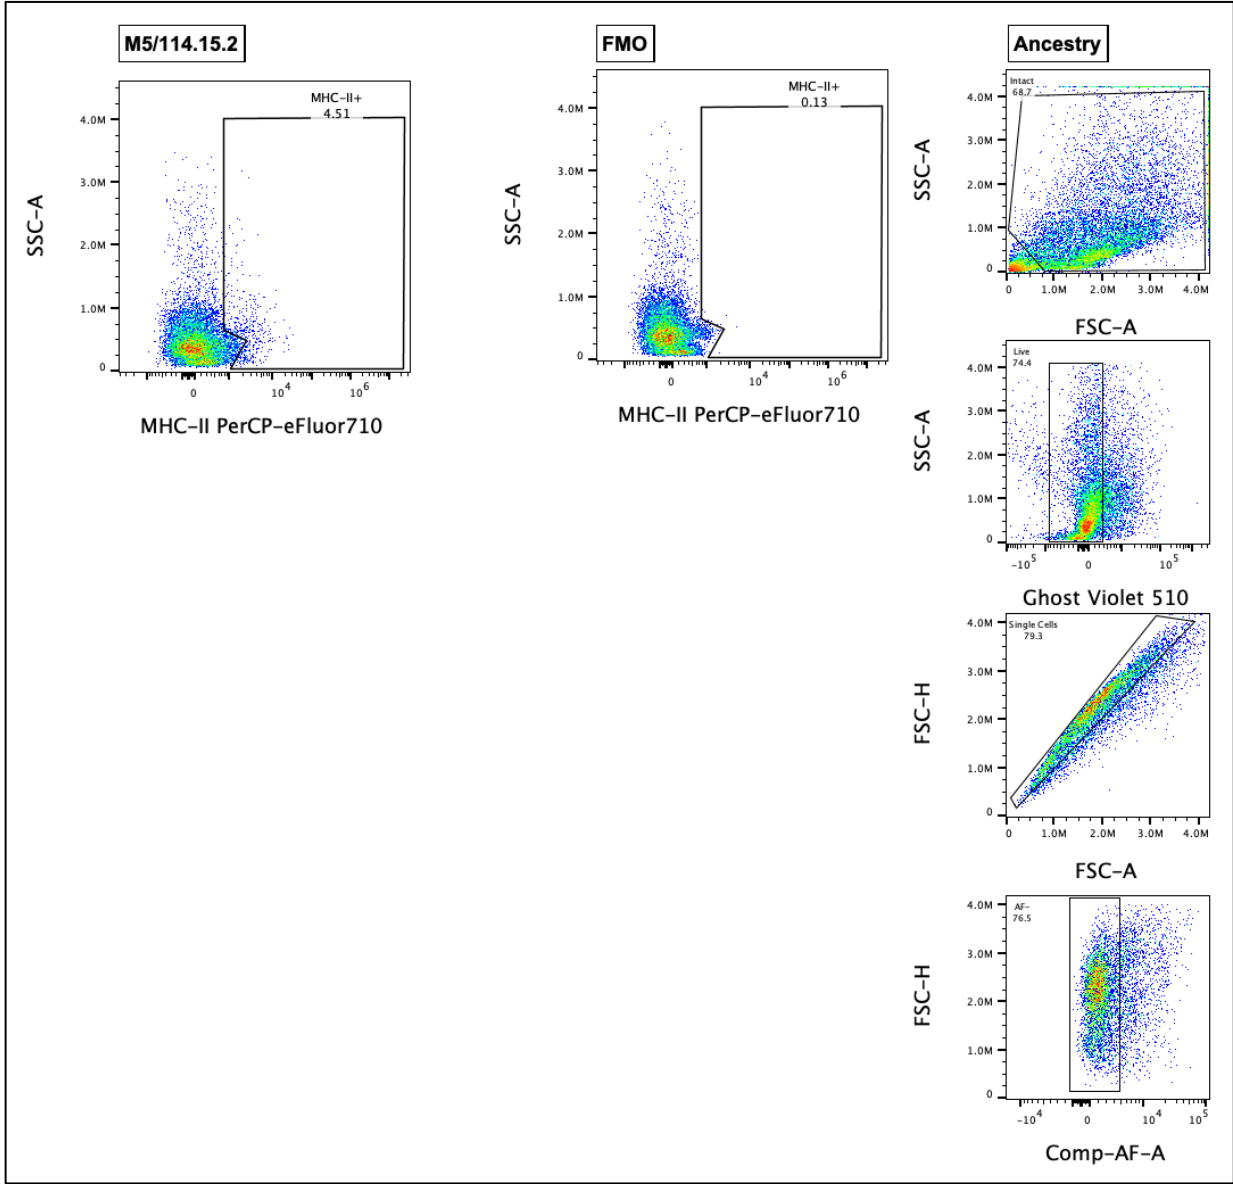 M5/114.15.2
FMO
Ancestry
MHC-II+
4.51
4.0M
3.0M
2.0M
1.0M
0
0
10^4
10^6
SSC-A
MHC-II PerCP-eFluor710
MHC-II+
0.13
4.0M
3.0M
2.0M
1.0M
0
0
10^4
10^6
SSC-A
MHC-II PerCP-eFluor710
Intact
68.7
4.0M
3.0M
2.0M
1.0M
0
0
1.0M
2.0M
3.0M
4.0M
SSC-A
FSC-A
Live
74.4
4.0M
3.0M
2.0M
1.0M
0
-10^5
0
10^5
SSC-A
Ghost Violet 510
Single Cells
79.3
4.0M
3.0M
2.0M
1.0M
0
0
1.0M
2.0M
3.0M
4.0M
FSC-H
FSC-A
AF-
76.5
4.0M
3.0M
2.0M
1.0M
0
-10^4
0
10^4
10^5
FSC-H
Comp-AF-A